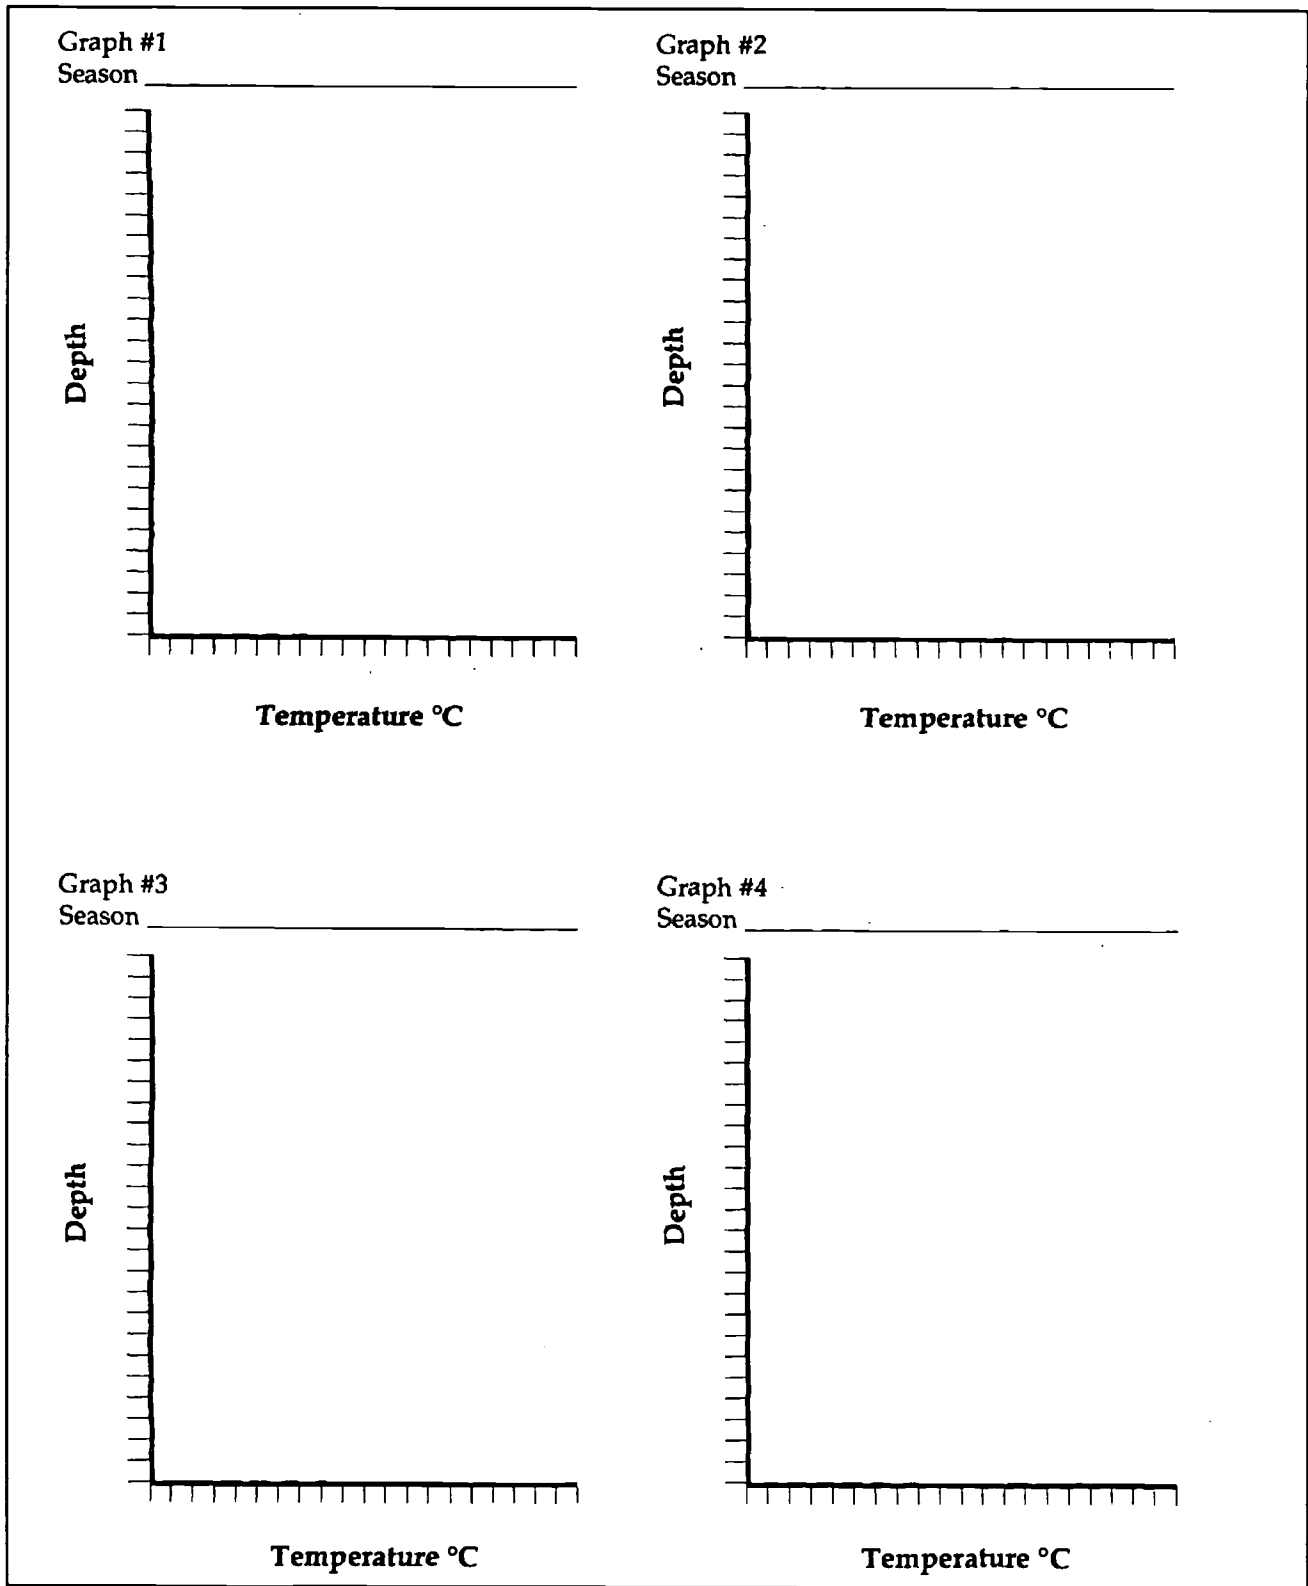 Graph #1
Season
Depth
Temperature °C
Graph #2
Season
Depth
Temperature °C
Graph #3
Season
Depth
Temperature °C
Graph #4
Season
Depth
Temperature °C